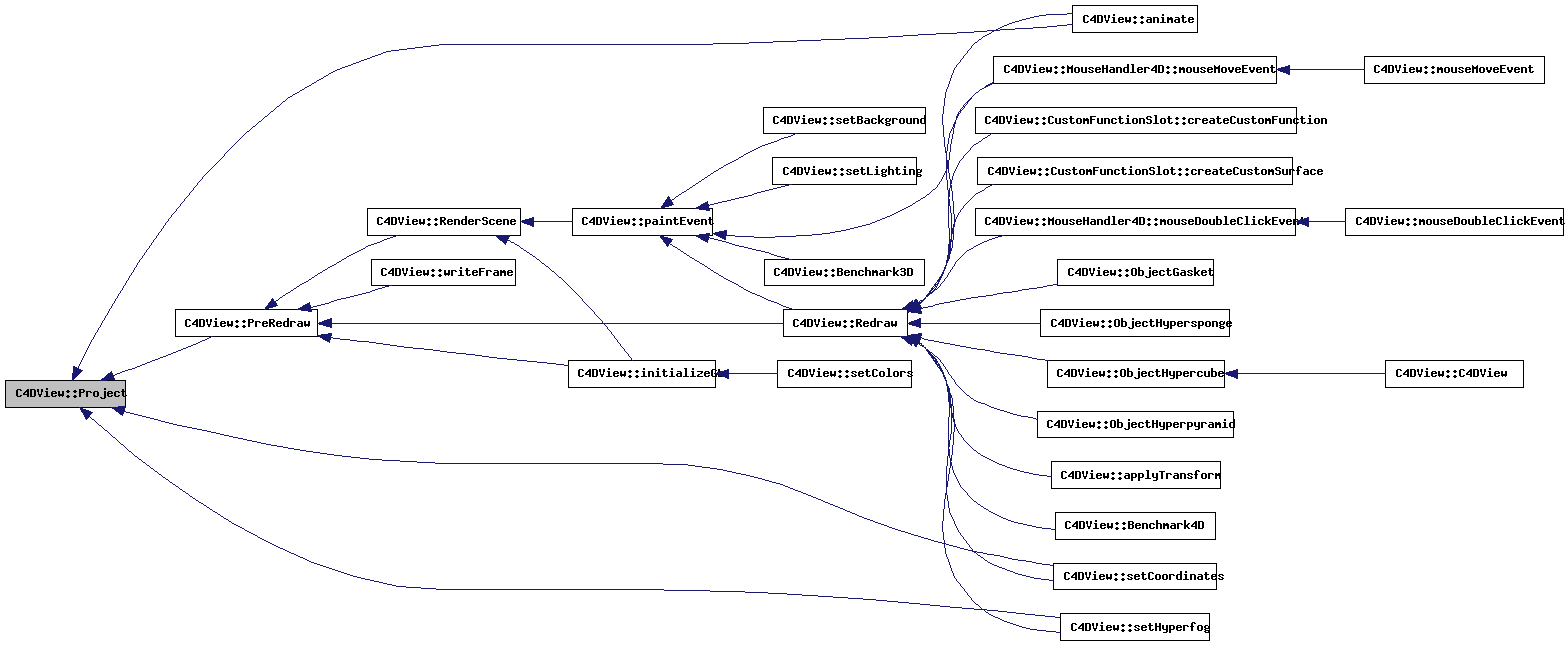 C4DView::animate
C4DView::MouseHandler4D::mouseMoveEvent
C4DView::mouseMoveEvent
C4DView::setBackground
C4DView::CustomFunctionSlot::createCustomFunction
C4DView::setLighting
C4DView::CustomFunctionSlot::createCustomSurface
C4DView::RenderScene
C4DView::paintEvent
C4DView::MouseHandler4D::mouseDoubleClickEvent
C4DView::mouseDoubleClickEvent
C4DView::writeFrame
C4DView::Benchmark3D
C4DView::ObjectGasket
C4DView::PreRedraw
C4DView::Redraw
C4DView::ObjectHypersponge
C4DView::initializeGL
C4DView::setColors
C4DView::ObjectHypercube
C4DView::C4DView
C4DView::Project
C4DView::ObjectHyperpyramid
C4DView::applyTransform
C4DView::Benchmark4D
C4DView::setCoordinates
C4DView::setHyperfog